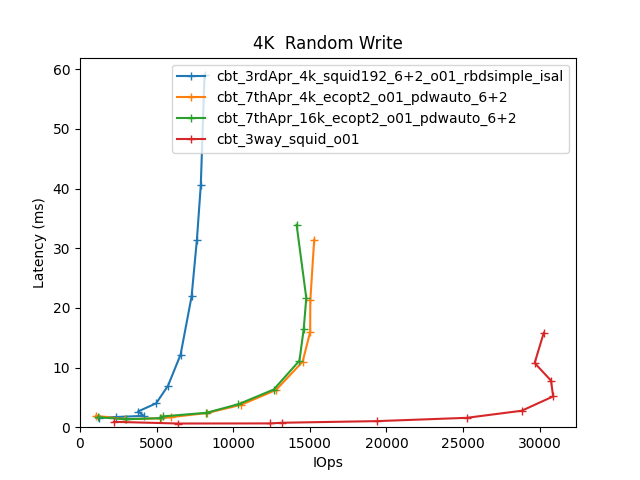 4K  Random Write
cbt_3rdApr_4k_squid192_6+2_o01_rbdsimple_isal
cbt_7thApr_4k_ecopt2_o01_pdwauto_6+2
cbt_7thApr_16k_ecopt2_o01_pdwauto_6+2
cbt_3way_squid_o01
60
50
40
30
20
10
0
Latency (ms)
0 5000 10000 15000 20000 25000 30000
IOps